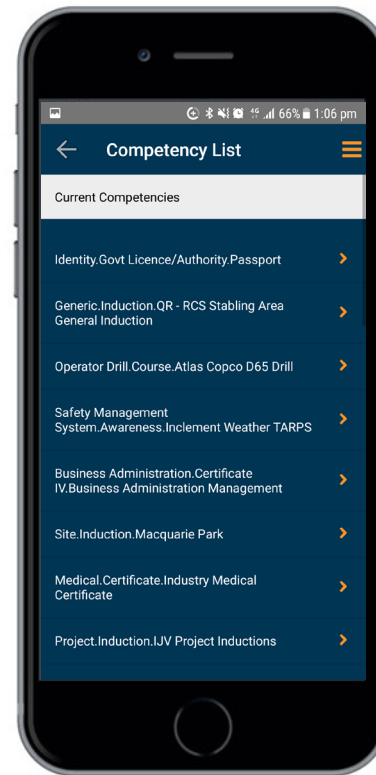 4G 66% 1:06 pm
Competency List
Current Competencies
Identity.Govt Licence/Authority.Passport
Generic.Induction.QR - RCS Stabling Area
General Induction
Operator Drill.Course.Atlas Copco D65 Drill
Safety Management
System.Awareness.Inclement Weather TARPS
Business Administration.Certificate
IV.Business Administration Management
Site.Induction.Macquarie Park
Medical.Certificate.Industry Medical
Certificate
Project.Induction.IJV Project Inductions